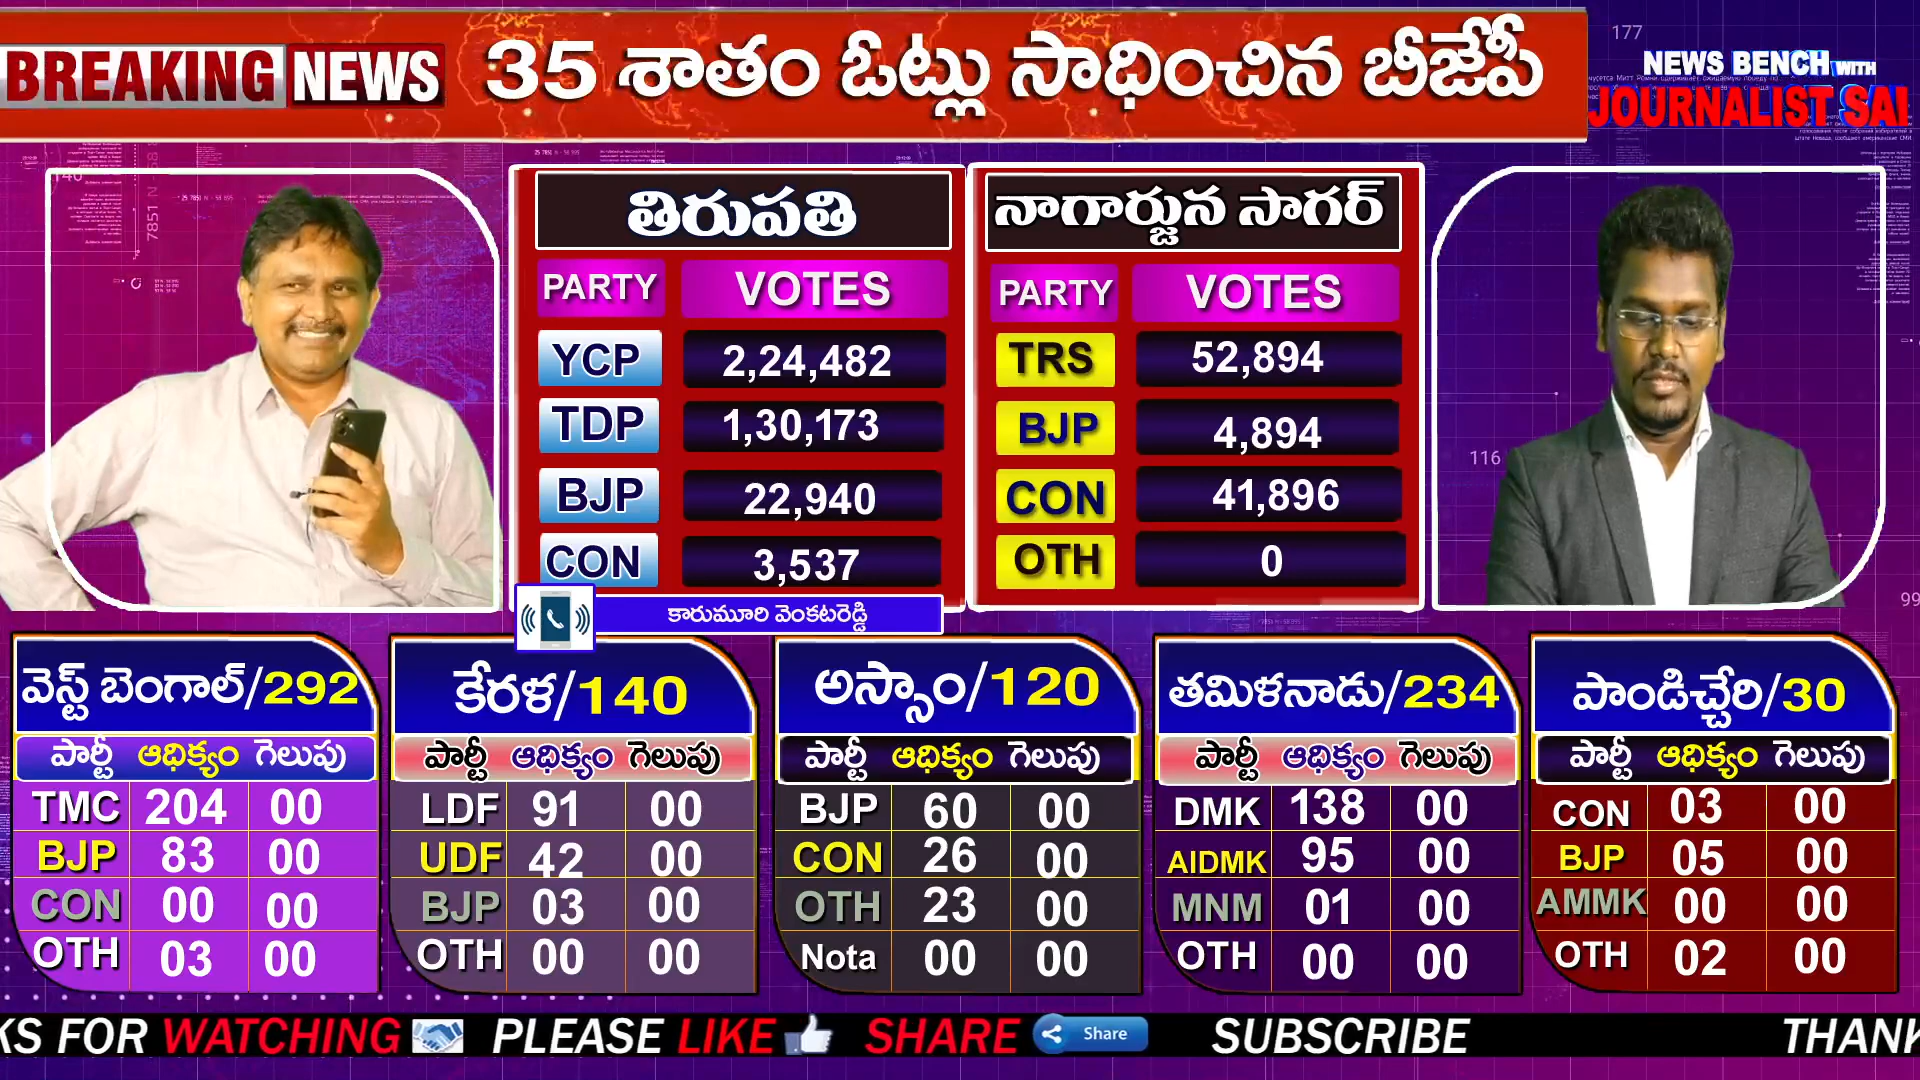 BREAKING NEWS
35 శాతం ఓట్లు సాధించిన బీజేపీ
NEWS BENCH WITH
JOURNALIST SAI
177
తిరుపతి
PARTY VOTES
YCP 2,24,482
TDP 1,30,173
BJP 22,940
CON 3,537
కారుమూరి వెంకటరెడ్డి
నాగార్జున సాగర్
PARTY VOTES
TRS 52,894
BJP 4,894
CON 41,896
OTH 0
116
99
వెస్ట్ బెంగాల్/292
పార్టీ ఆధిక్యం గెలుపు
TMC 204 00
BJP 83 00
CON 00 00
OTH 03 00
కేరళ/140
పార్టీ ఆధిక్యం గెలుపు
LDF 91 00
UDF 42 00
BJP 03 00
OTH 00 00
అస్సాం/120
పార్టీ ఆధిక్యం గెలుపు
BJP 60 00
CON 26 00
OTH 23 00
Nota 00 00
తమిళనాడు/234
పార్టీ ఆధిక్యం గెలుపు
DMK 138 00
AIDMK 95 00
MNM 01 00
OTH 00 00
పాండిచ్చేరి/30
పార్టీ ఆధిక్యం గెలుపు
CON 03 00
BJP 05 00
AMMK 00 00
OTH 02 00
KS FOR WATCHING PLEASE LIKE SHARE Share SUBSCRIBE THANK